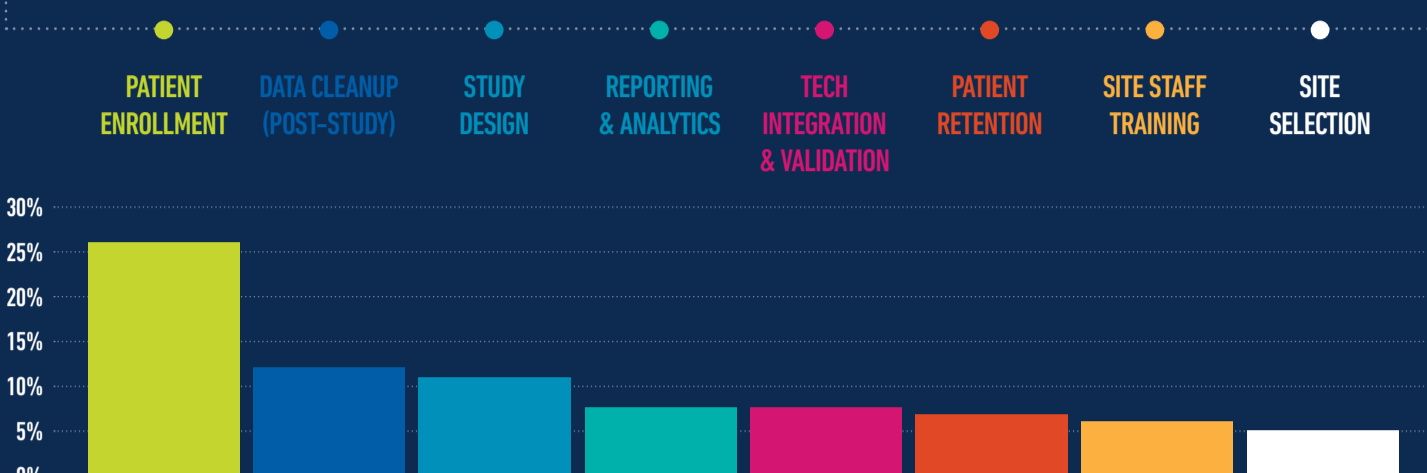 PATIENT
ENROLLMENT
DATA CLEANUP
(POST-STUDY)
STUDY
DESIGN
REPORTING
& ANALYTICS
TECH
INTEGRATION
& VALIDATION
PATIENT
RETENTION
SITE STAFF
TRAINING
SITE
SELECTION
30%
25%
20%
15%
10%
5%
0%